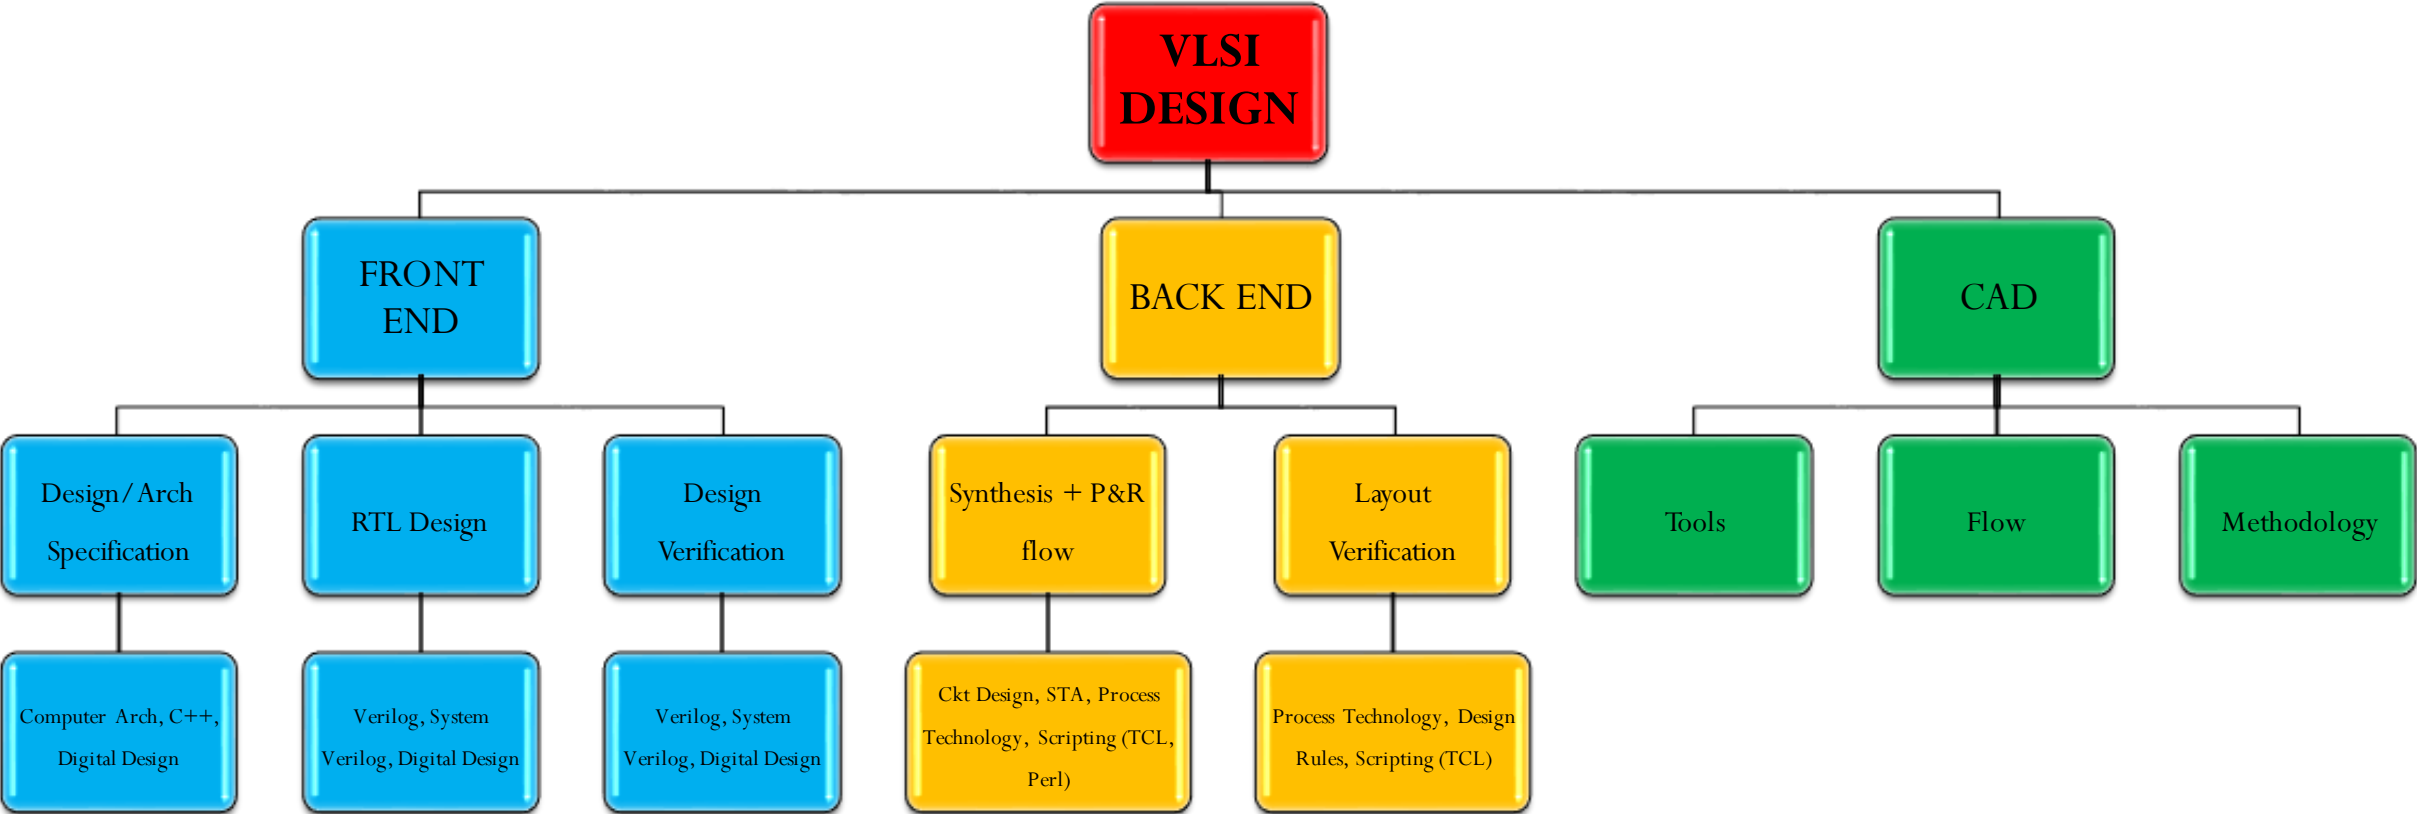 VLSI
DESIGN
FRONT
END
BACK END
CAD
Design/Arch
Specification
RTL Design
Design
Verification
Synthesis + P&R
flow
Layout
Verification
Tools
Flow
Methodology
Computer Arch, C++,
Digital Design
Verilog, System
Verilog, Digital Design
Verilog, System
Verilog, Digital Design
Ckt Design, STA, Process
Technology, Scripting (TCL,
Perl)
Process Technology, Design
Rules, Scripting (TCL)